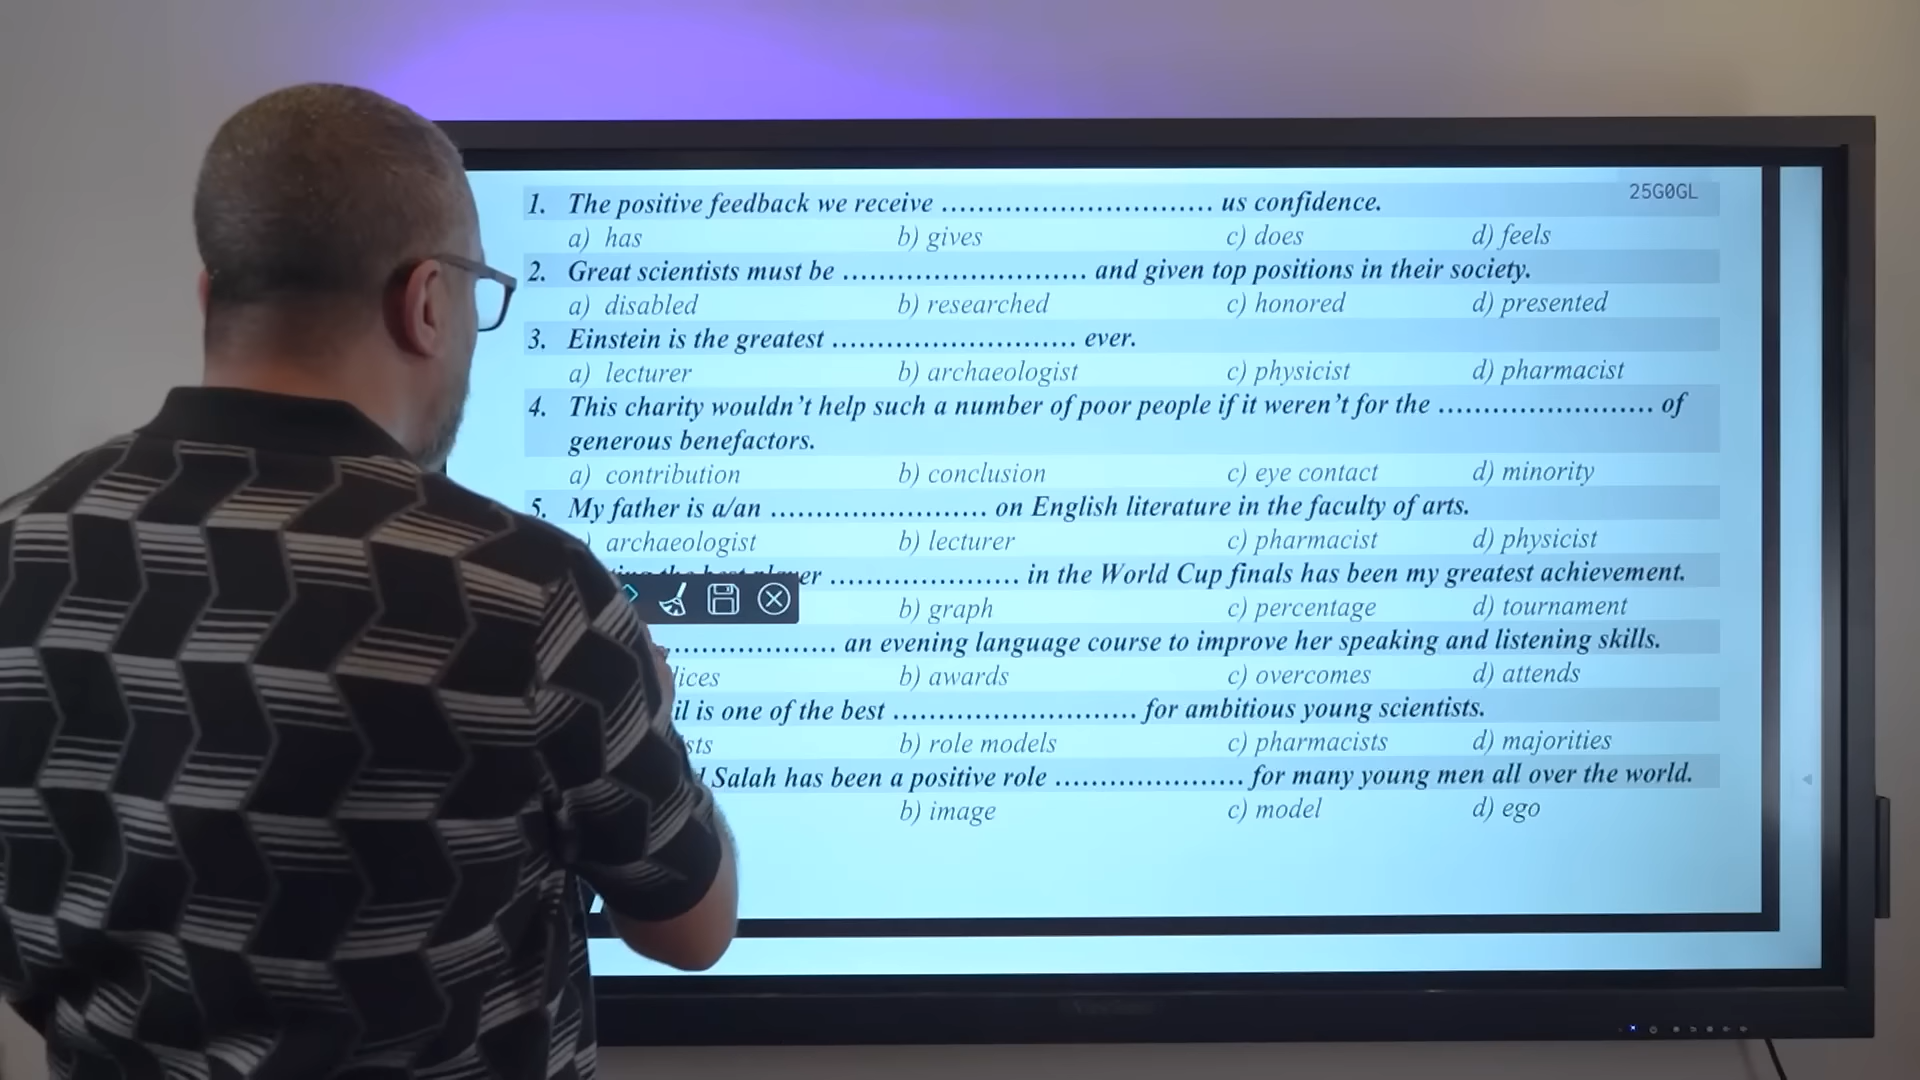 25G0GL
1. The positive feedback we receive .............................. us confidence.
a) has b) gives c) does d) feels
2. Great scientists must be ........................... and given top positions in their society.
a) disabled b) researched c) honored d) presented
3. Einstein is the greatest ........................... ever.
a) lecturer b) archaeologist c) physicist d) pharmacist
4. This charity wouldn't help such a number of poor people if it weren't for the ........................ of
generous benefactors.
a) contribution b) conclusion c) eye contact d) minority
5. My father is a/an ........................ on English literature in the faculty of arts.
archaeologist b) lecturer c) pharmacist d) physicist
the best player ..................... in the World Cup finals has been my greatest achievement.
b) graph c) percentage d) tournament
.................. an evening language course to improve her speaking and listening skills.
b) awards c) overcomes d) attends
is one of the best ........................... for ambitious young scientists.
b) role models c) pharmacists d) majorities
Salah has been a positive role ..................... for many young men all over the world.
b) image c) model d) ego